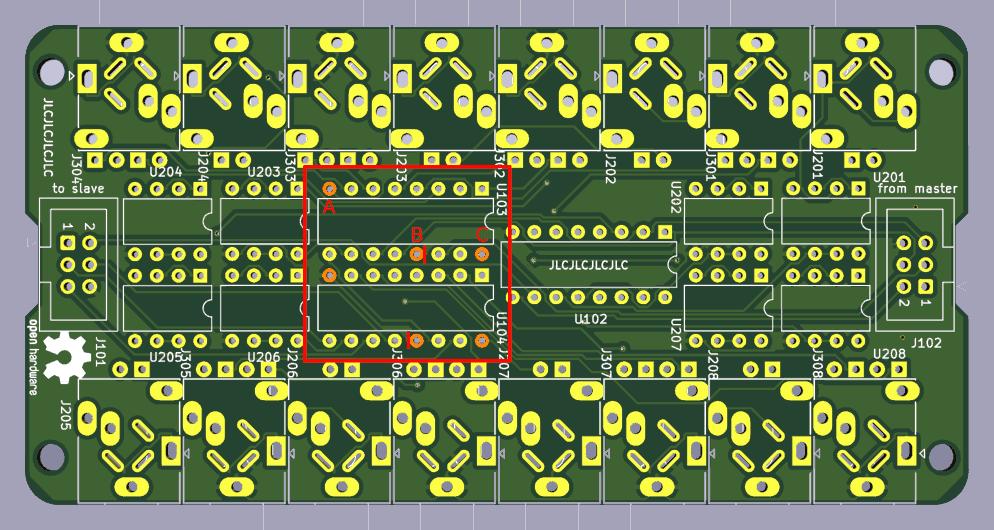 JLCJLCJLCJLC
J304
U204
J204
U203
J303
J203
J302
J202
J301
J201
U201
to slave
U103
U202
from master
A
B
C
1
2
JLCJLCJLCJLC
2
1
open hardware
J101
U205
J305
U206
J206
J306
U104
J207
U102
J307
U207
J208
J308
U208
J102
J205